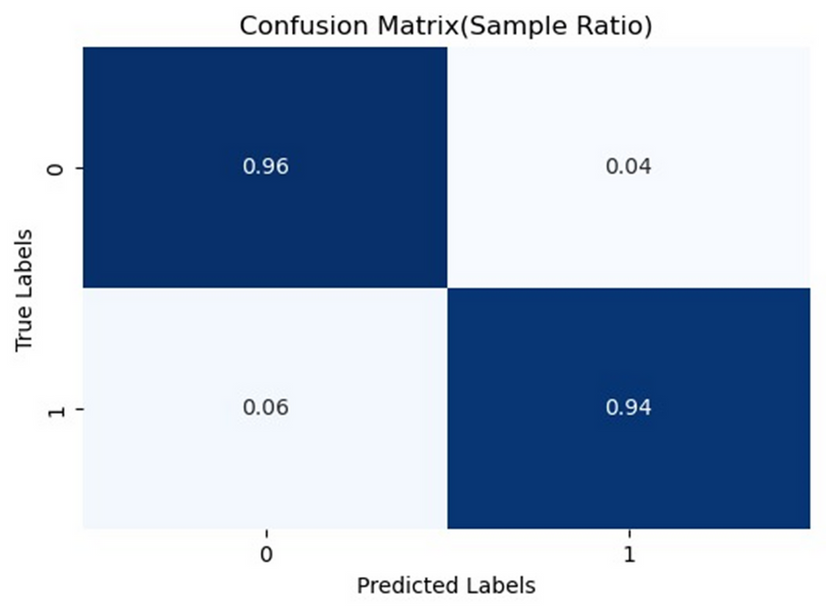 Confusion Matrix(Sample Ratio)
True Labels
0
0.96
0.04
1
0.06
0.94
0
1
Predicted Labels